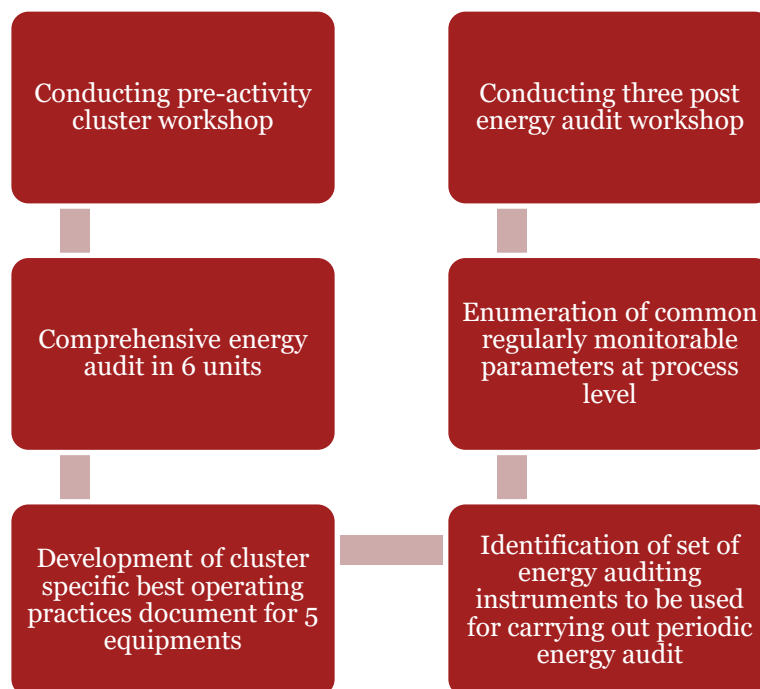 Conducting pre-activity
cluster workshop
Comprehensive energy
audit in 6 units
Development of cluster
specific best operating
practices document for 5
equipments
Identification of set of
energy auditing
instruments to be used
for carrying out periodic
energy audit
Enumeration of common
regularly monitorable
parameters at process
level
Conducting three post
energy audit workshop